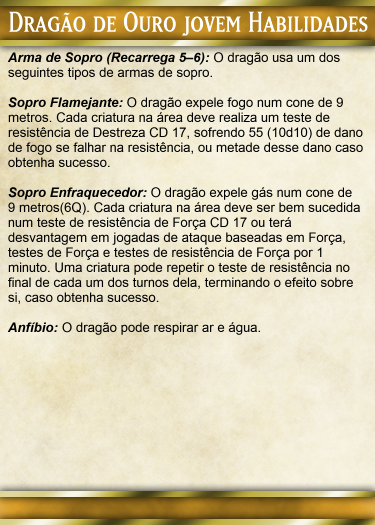 Dragão de Ouro jovem Habilidades
Arma de Sopro (Recarrega 5–6): O dragão usa um dos
seguintes tipos de armas de sopro.
Sopro Flamejante: O dragão expele fogo num cone de 9
metros. Cada criatura na área deve realiza um teste de
resistência de Destreza CD 17, sofrendo 55 (10d10) de dano
de fogo se falhar na resistência, ou metade desse dano caso
obtenha sucesso.
Sopro Enfraquecedor: O dragão expele gás num cone de
9 metros(6Q). Cada criatura na área deve ser bem sucedida
num teste de resistência de Força CD 17 ou terá
desvantagem em jogadas de ataque baseadas em Força,
testes de Força e testes de resistência de Força por 1
minuto. Uma criatura pode repetir o teste de resistência no
final de cada um dos turnos dela, terminando o efeito sobre
si, caso obtenha sucesso.
Anfíbio: O dragão pode respirar ar e água.